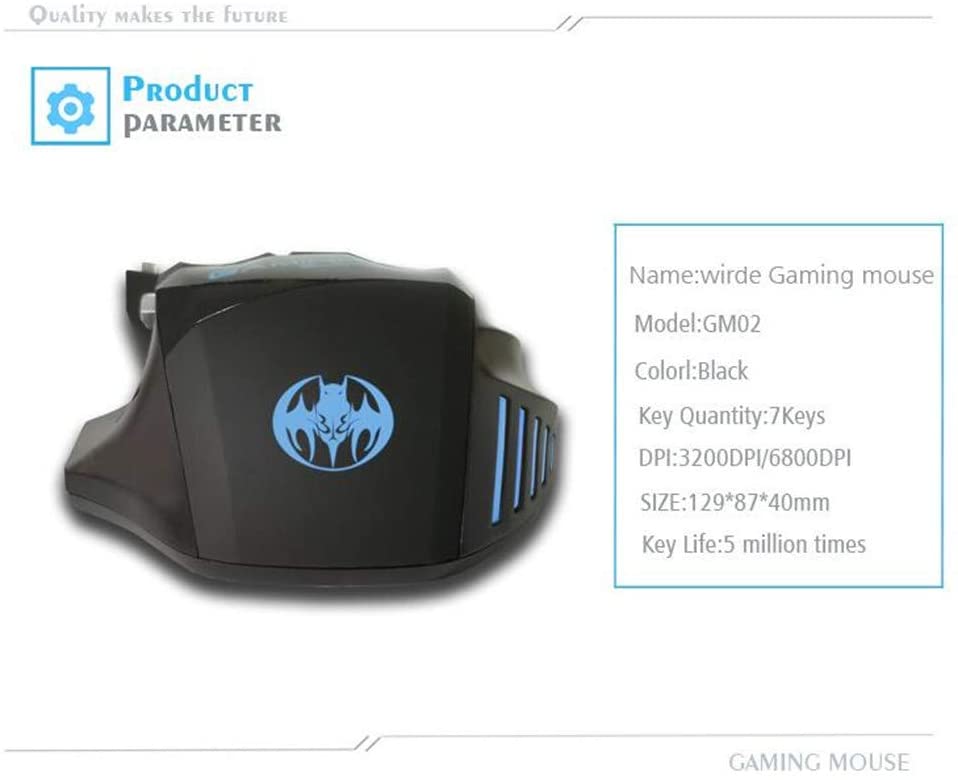 Quality makes the future
Product
parameter
Name:wirde Gaming mouse
Model:GM02
Colorl:Black
Key Quantity:7Keys
DPI:3200DPI/6800DPI
SIZE:129*87*40mm
Key Life:5 million times
GAMING MOUSE